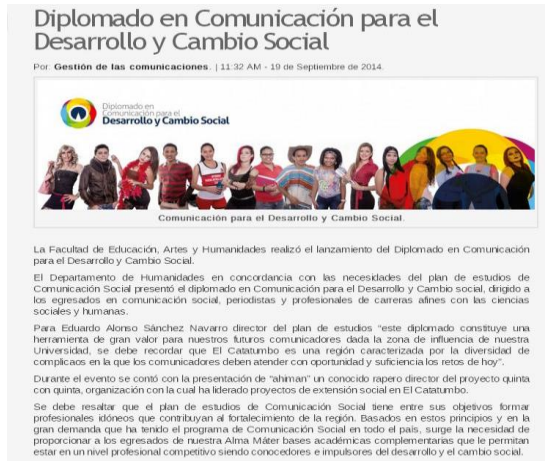 Diplomado en Comunicación para el
Desarrollo y Cambio Social
Por: Gestión de las comunicaciones. | 11:32 AM - 19 de Septiembre de 2014.
Diplomado en
Comunicación para el
Desarrollo y Cambio Social
Comunicación para el Desarrollo y Cambio Social.
La Facultad de Educación, Artes y Humanidades realizó el lanzamiento del Diplomado en Comunicación
para el Desarrollo y Cambio Social.
El Departamento de Humanidades en concordancia con las necesidades del plan de estudios de
Comunicación Social presentó el diplomado en Comunicación para el Desarrollo y Cambio social, dirigido a
los egresados en comunicación social, periodistas y profesionales de carreras afines con las ciencias
sociales y humanas.
Para Eduardo Alonso Sánchez Navarro director del plan de estudios "este diplomado constituye una
herramienta de gran valor para nuestros futuros comunicadores dada la zona de influencia de nuestra
Universidad, se debe recordar que El Catatumbo es una región caracterizada por la diversidad de
complicaos en la que los comunicadores deben atender con oportunidad y suficiencia los retos de hoy".
Durante el evento se contó con la presentación de "ahiman" un conocido rapero director del proyecto quinta
con quinta, organización con la cual ha liderado proyectos de extensión social en El Catatumbo.
Se debe resaltar que el plan de estudios de Comunicación Social tiene entre sus objetivos formar
profesionales idóneos que contribuyan al fortalecimiento de la región. Basados en estos principios y en la
gran demanda que ha tenido el programa de Comunicación Social en todo el país, surge la necesidad de
proporcionar a los egresados de nuestra Alma Máter bases académicas complementarias que le permitan
estar en un nivel profesional competitivo siendo conocedores e impulsores del desarrollo y el cambio social.